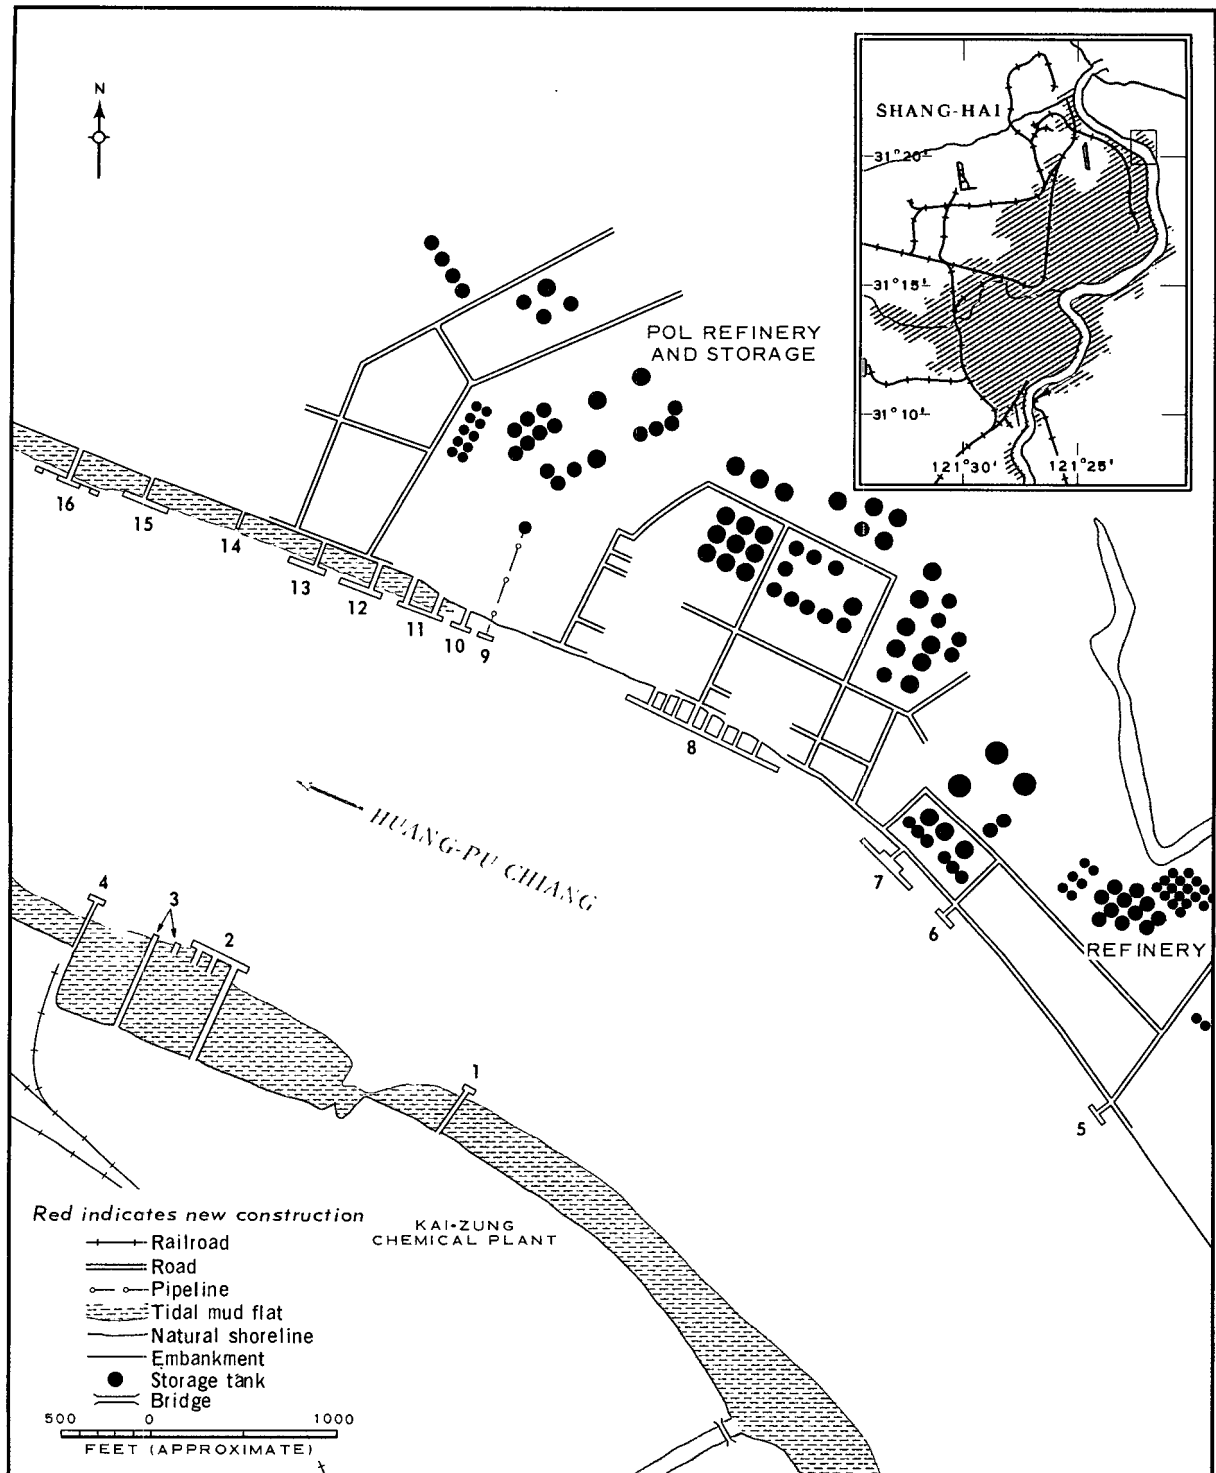 N
SHANG-HAI
31°20'
31°15'
31°10'
121°30'
121°25'
POL REFINERY
AND STORAGE
16
15
14
13
12
11
10
9
8
HUANG-PU CHIANG
7
6
REFINERY
5
4
3
2
1
KAI-ZUNG
CHEMICAL PLANT
Red indicates new construction
Railroad
Road
Pipeline
Tidal mud flat
Natural shoreline
Embankment
Storage tank
Bridge
500 0 1000
FEET (APPROXIMATE)